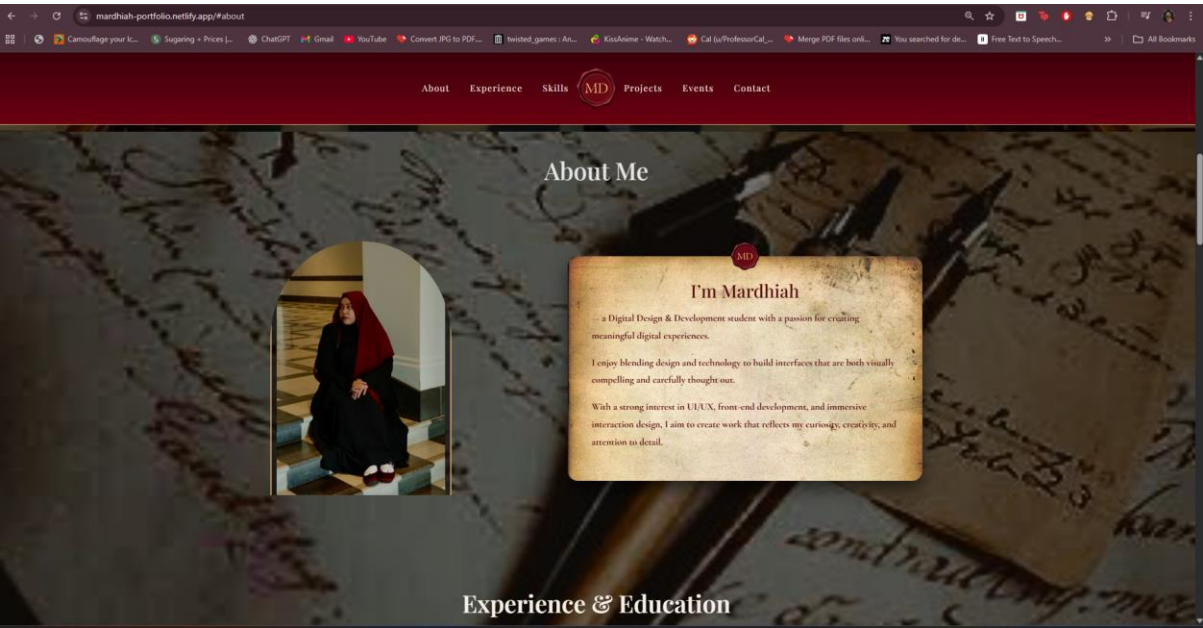 mardhiah-portfolio.netlify.app/#about
Camouflage your Ic...
Sugaring + Prices |...
ChatGPT
Gmail
YouTube
Convert JPG to PDF...
twisted_games : An...
KissAnime - Watch...
Cal (u/ProfessorCal_...
Merge PDF files onli...
You searched for de...
Free Text to Speech...
»
All Bookmarks
About Experience Skills MD Projects Events Contact
About Me
MD
I'm Mardhiah
— a Digital Design & Development student with a passion for creating
meaningful digital experiences.
I enjoy blending design and technology to build interfaces that are both visually
compelling and carefully thought out.
With a strong interest in UI/UX, front-end development, and immersive
interaction design, I aim to create work that reflects my curiosity, creativity, and
attention to detail.
Experience & Education